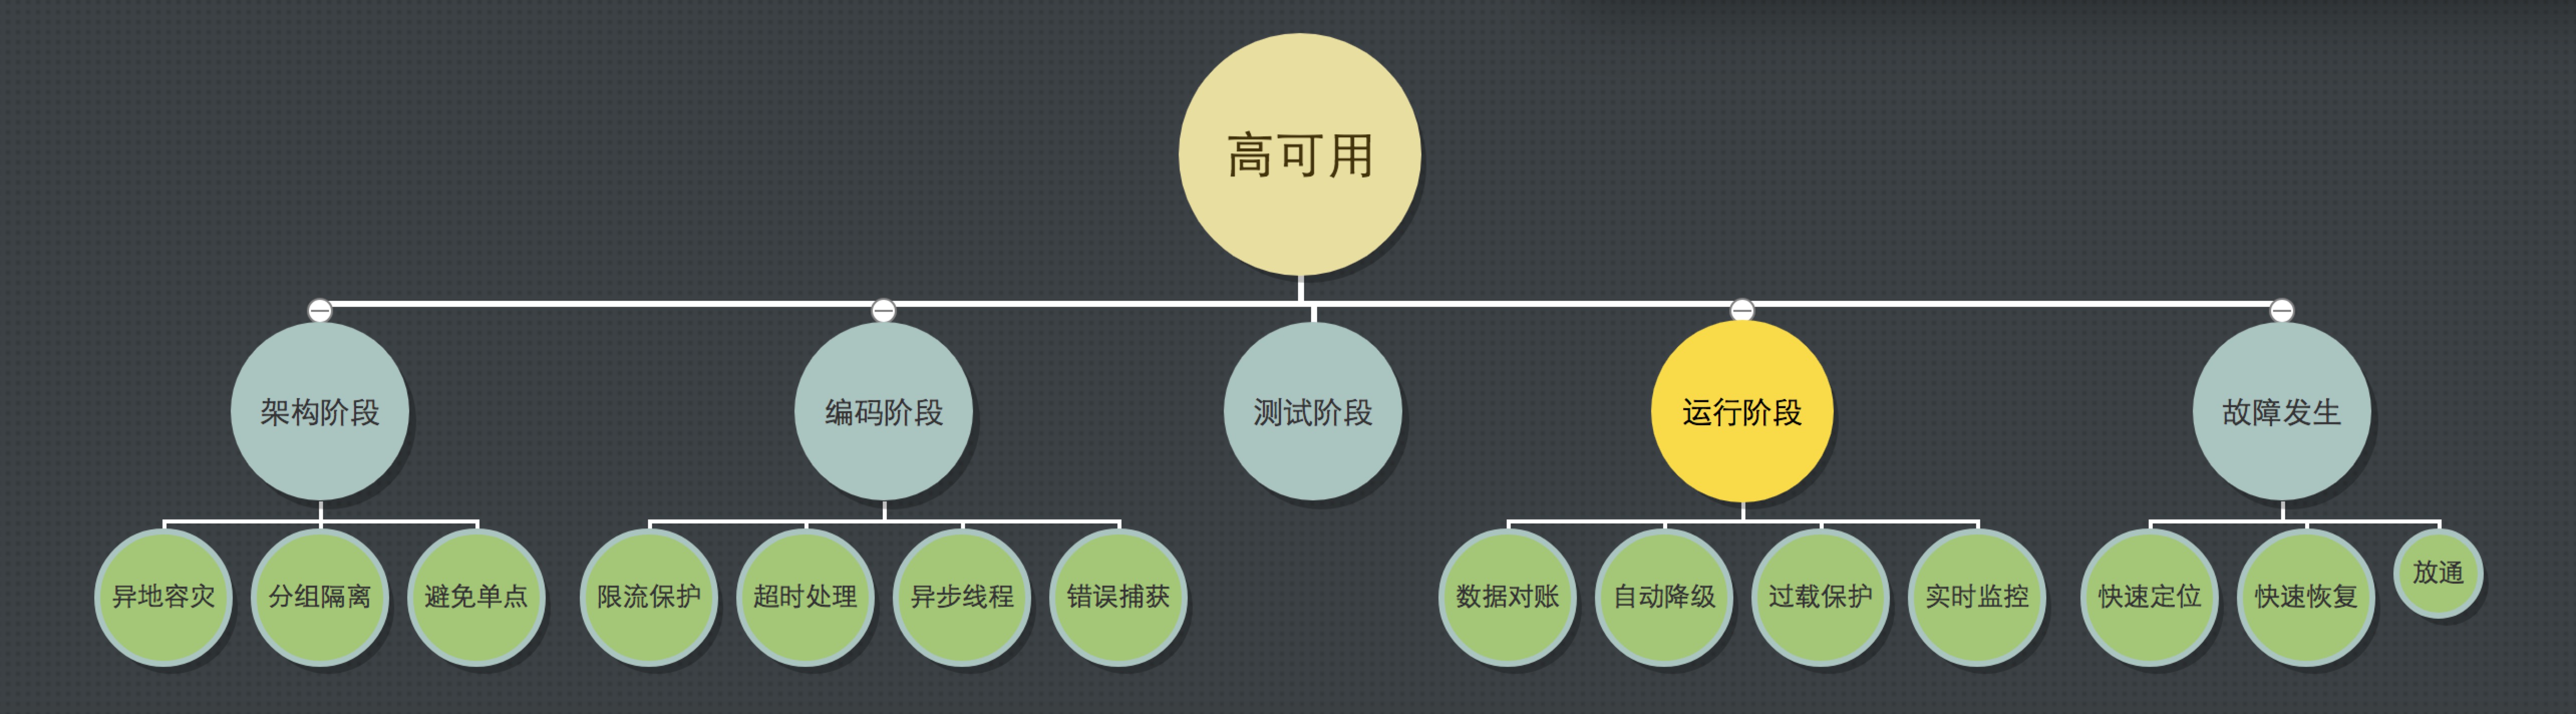 高可用
架构阶段
编码阶段
测试阶段
运行阶段
故障发生
异地容灾
分组隔离
避免单点
限流保护
超时处理
异步线程
错误捕获
数据对账
自动降级
过载保护
实时监控
快速定位
快速恢复
放通